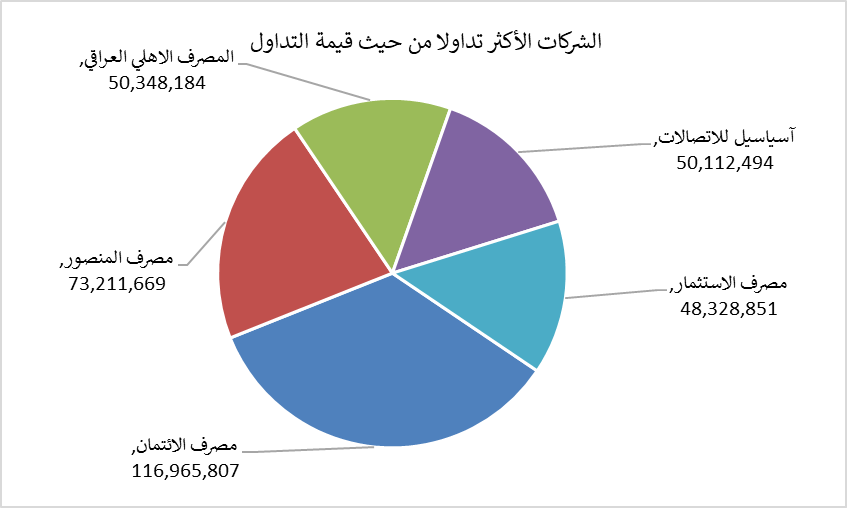 الشركات الأكثر تداولا من حيث قيمة التداول
المصرف الاهلي العراقي,
50,348,184
آسياسيل للاتصالات,
50,112,494
مصرف المنصور,
73,211,669
مصرف الاستثمار,
48,328,851
مصرف الائتمان,
116,965,807